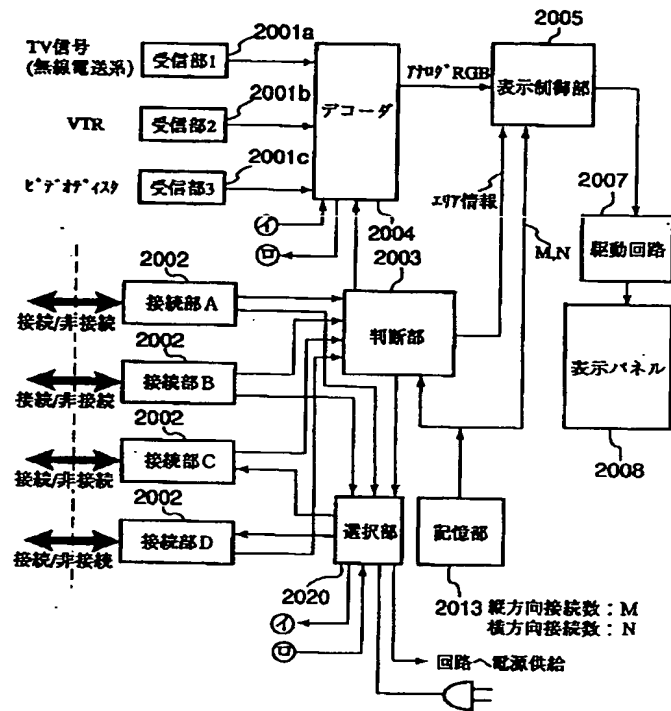 2005
TV信号
(無線電送系)
受信部1
2001a
デコーダ
アナログRGB
表示制御部
VTR
受信部2
2001b
ビデオディスク
受信部3
2001c
2004
エリア情報
M,N
2007
駆動回路
イ
ロ
2002
接続部A
接続/非接続
2003
判断部
2002
接続部B
接続/非接続
表示パネル
2008
2002
接続部C
接続/非接続
2002
接続部D
接続/非接続
選択部
2020
記憶部
2013
縦方向接続数:M
横方向接続数:N
イ
ロ
回路へ電源供給